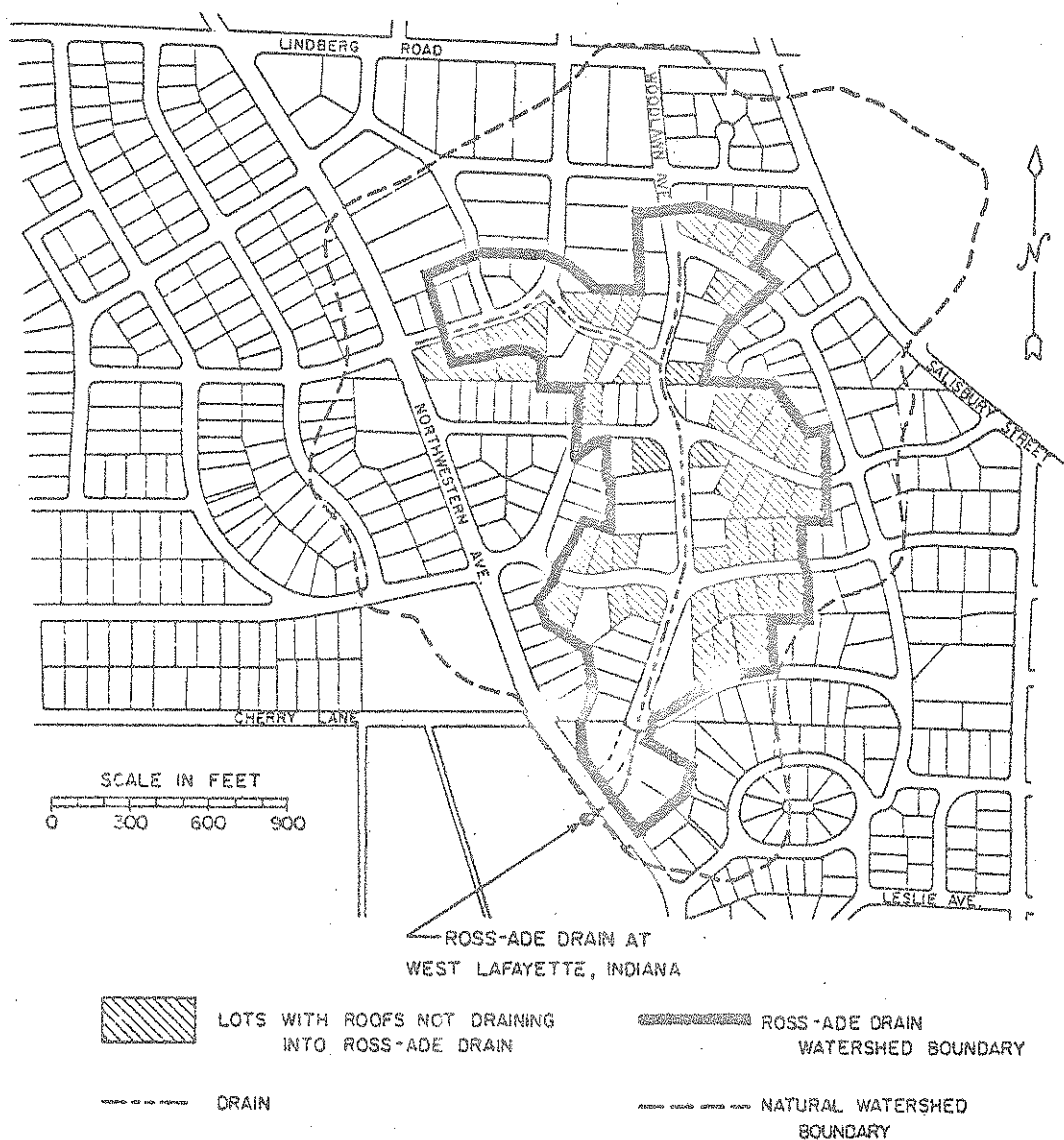 LINDBERG ROAD
WOODLAWN AVE
N
SALISBURY STREET
NORTHWESTERN AVE
CHERRY LANE
SCALE IN FEET
0 300 600 900
LESLIE AVE.
ROSS-ADE DRAIN AT
WEST LAFAYETTE, INDIANA
LOTS WITH ROOFS NOT DRAINING
INTO ROSS-ADE DRAIN
ROSS-ADE DRAIN
WATERSHED BOUNDARY
DRAIN
NATURAL WATERSHED
BOUNDARY